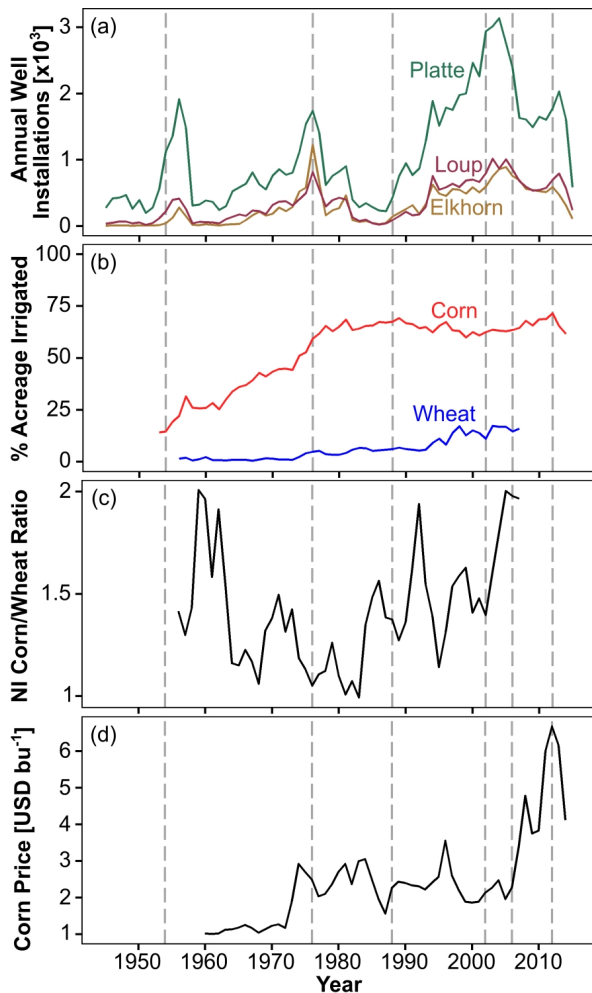 (a)
Annual Well
Installations [x10³]
3
2
1
0
Platte
Loup
Elkhorn
(b)
% Acreage Irrigated
100
75
50
25
0
Corn
Wheat
(c)
NI Corn/Wheat Ratio
2
1.5
1
(d)
Corn Price [USD bu⁻¹]
6
5
4
3
2
1
1950 1960 1970 1980 1990 2000 2010
Year